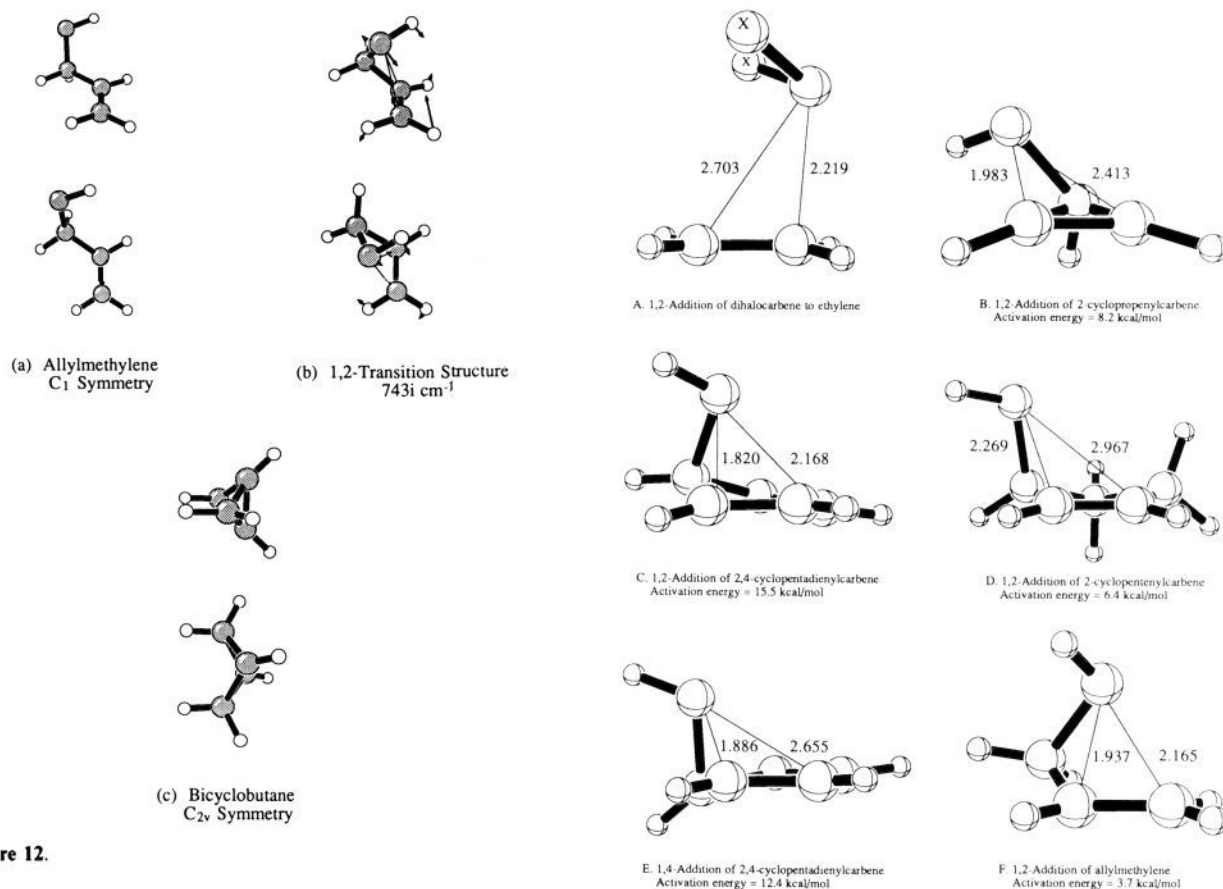 (a) Allylmethylene
C1 Symmetry
(b) 1,2-Transition Structure
743i cm-1
(c) Bicyclobutane
C2v Symmetry
re 12.
X
X
2.703
2.219
A. 1,2-Addition of dihalocarbene to ethylene
1.983
2.413
B. 1,2-Addition of 2 cyclopropenylcarbene
Activation energy = 8.2 kcal/mol
1.820
2.168
C. 1,2-Addition of 2,4-cyclopentadienylcarbene
Activation energy = 15.5 kcal/mol
2.269
2.967
D. 1,2-Addition of 2-cyclopentenylcarbene
Activation energy = 6.4 kcal/mol
1.886
2.655
E. 1,4-Addition of 2,4-cyclopentadienylcarbene
Activation energy = 12.4 kcal/mol
1.937
2.165
F. 1,2-Addition of allylmethylene
Activation energy = 3.7 kcal/mol